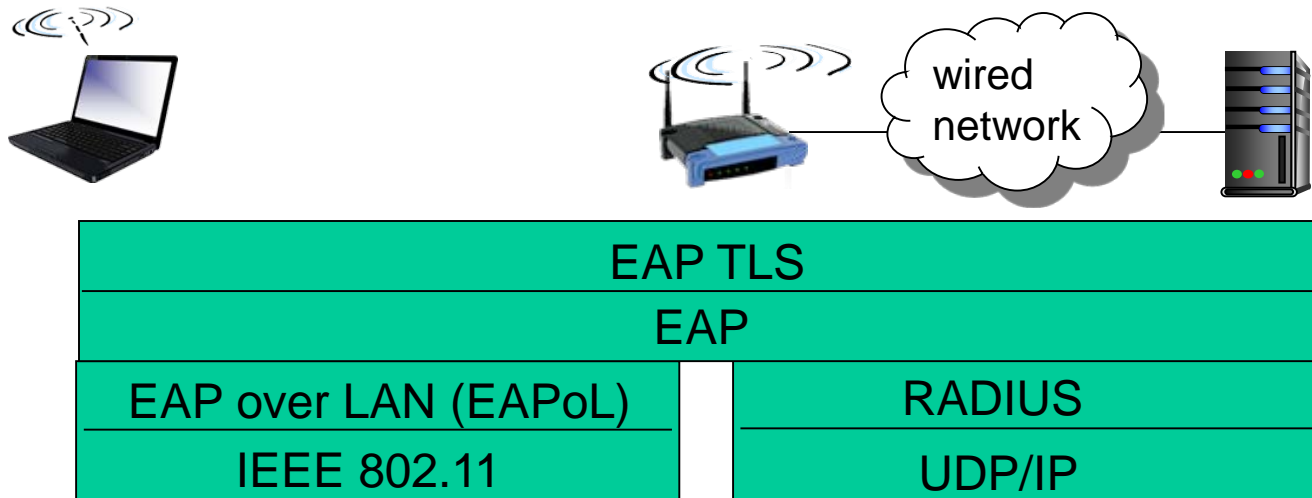 wired
network
EAP TLS
EAP
EAP over LAN (EAPoL)
IEEE 802.11
RADIUS
UDP/IP